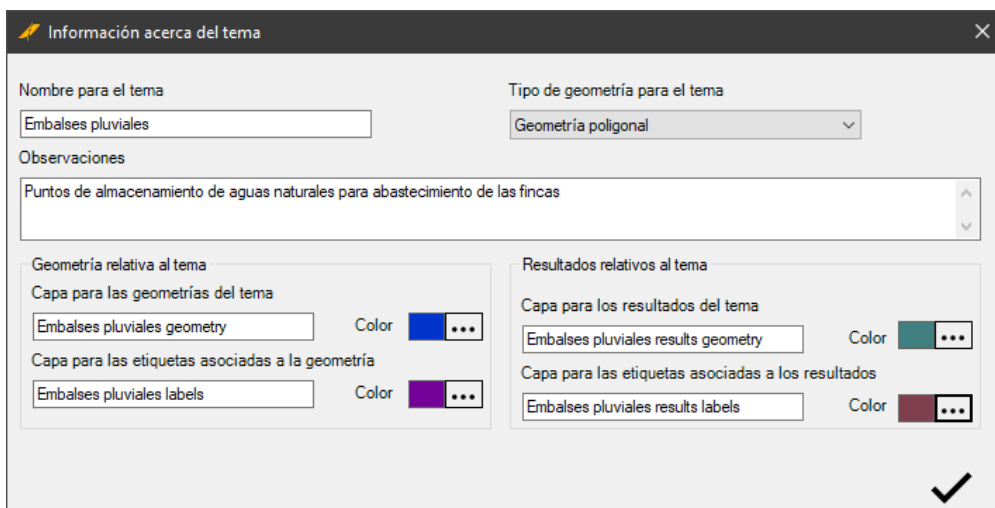 Información acerca del tema
Nombre para el tema
Tipo de geometría para el tema
Embalses pluviales
Geometría poligonal
Observaciones
Puntos de almacenamiento de aguas naturales para abastecimiento de las fincas
Geometría relativa al tema
Capa para las geometrías del tema
Embalses pluviales geometry
Color
...
Capa para las etiquetas asociadas a la geometría
Embalses pluviales labels
Color
...
Resultados relativos al tema
Capa para los resultados del tema
Embalses pluviales results geometry
Color
...
Capa para las etiquetas asociadas a los resultados
Embalses pluviales results labels
Color
...